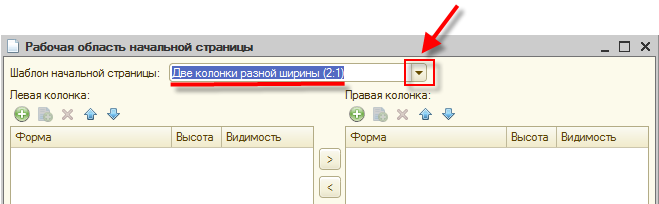 Рабочая область начальной страницы
Шаблон начальной страницы: Две колонки разной ширины (2:1)
Левая колонка: Правая колонка:
Форма Высота Видимость Форма Высота Видимость
>
<